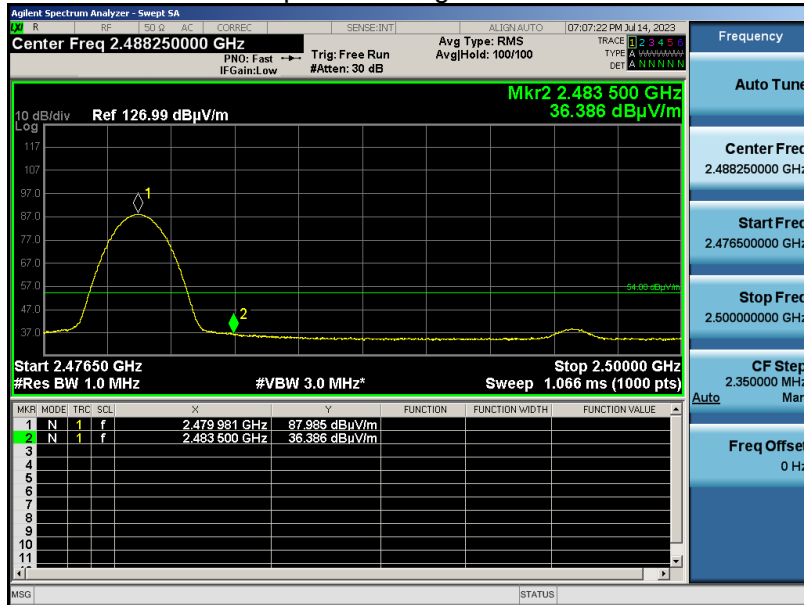 Agilent Spectrum Analyzer - Swept SA
LXI R RF 50 Ω AC CORREC SENSE:INT ALIGN AUTO 07:07:22 PM Jul 14, 2023
Center Freq 2.488250000 GHz
PNO: Fast
IFGain:Low
Trig: Free Run
#Atten: 30 dB
Avg Type: RMS
Avg|Hold: 100/100
TRACE 1 2 3 4 5 6
TYPE A
DET A N N N N N
Mkr2 2.483 500 GHz
36.386 dBµV/m
10 dB/div Ref 126.99 dBµV/m
Log
117
107
97.0
87.0
77.0
67.0
57.0
47.0
37.0
1
2
54.00 dBµV/m
Start 2.47650 GHz Stop 2.50000 GHz
#Res BW 1.0 MHz #VBW 3.0 MHz* Sweep 1.066 ms (1000 pts)
MKR MODE TRC SCL X Y FUNCTION FUNCTION WIDTH FUNCTION VALUE
1 N 1 f 2.479 981 GHz 87.985 dBµV/m
2 N 1 f 2.483 500 GHz 36.386 dBµV/m
3
4
5
6
7
8
9
10
11
MSG STATUS
Frequency
Auto Tune
Center Freq
2.488250000 GHz
Start Freq
2.476500000 GHz
Stop Freq
2.500000000 GHz
CF Step
2.350000 MHz
Auto Man
Freq Offset
0 Hz